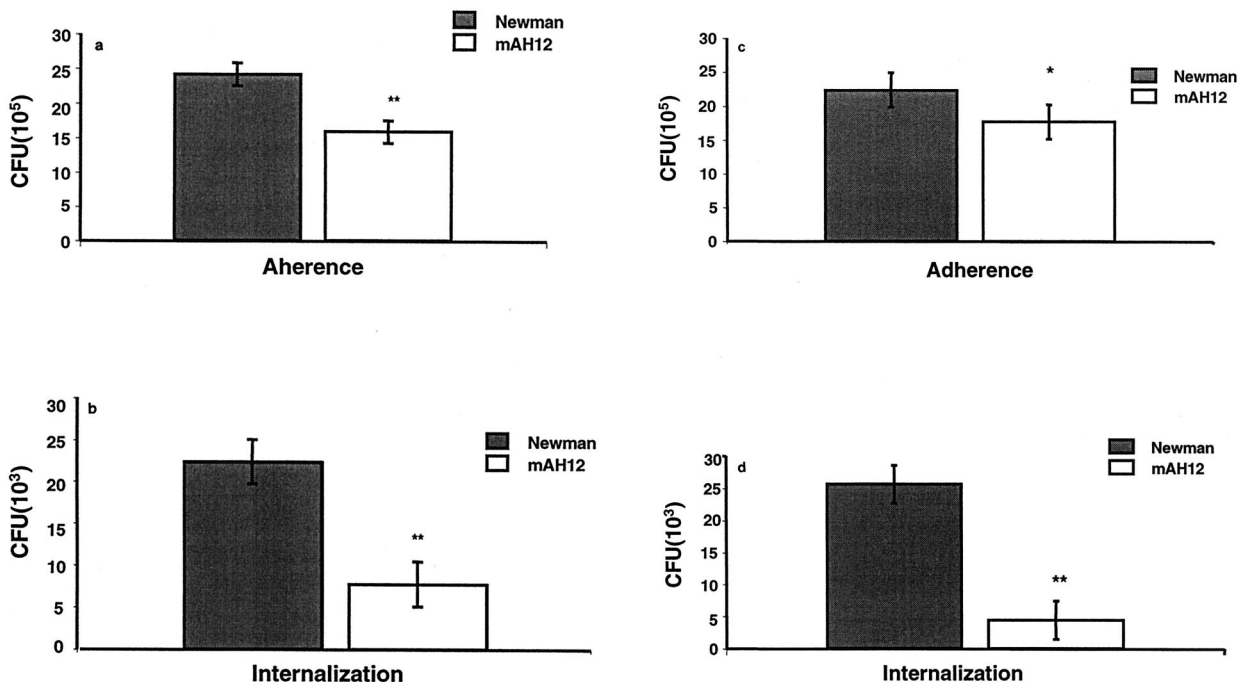 a
Newman
mAH12
30
25
20
15
10
5
0
CFU(10⁵)
**
Aherence
c
Newman
mAH12
30
25
20
15
10
5
0
CFU(10⁵)
*
Adherence
b
Newman
mAH12
30
25
20
15
10
5
0
CFU(10³)
**
Internalization
d
Newman
mAH12
30
25
20
15
10
5
0
CFU(10³)
**
Internalization